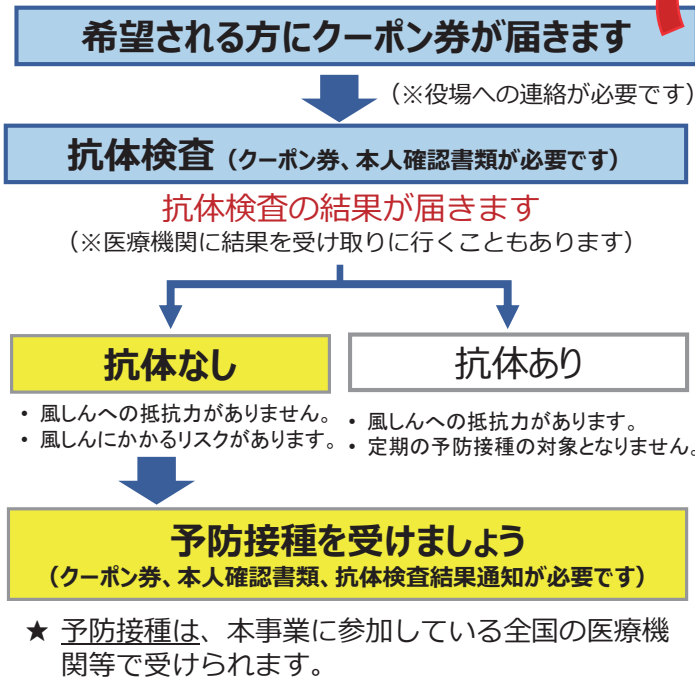 希望される方にクーポン券が届きます
（※役場への連絡が必要です）
抗体検査（クーポン券、本人確認書類が必要です）
抗体検査の結果が届きます
（※医療機関に結果を受け取りに行くこともあります）
抗体なし
・風しんへの抵抗力がありません。
・風しんにかかるリスクがあります。
抗体あり
・風しんへの抵抗力があります。
・定期の予防接種の対象となりません。
予防接種を受けましょう
（クーポン券、本人確認書類、抗体検査結果通知が必要です）
★ 予防接種は、本事業に参加している全国の医療機
関等で受けられます。